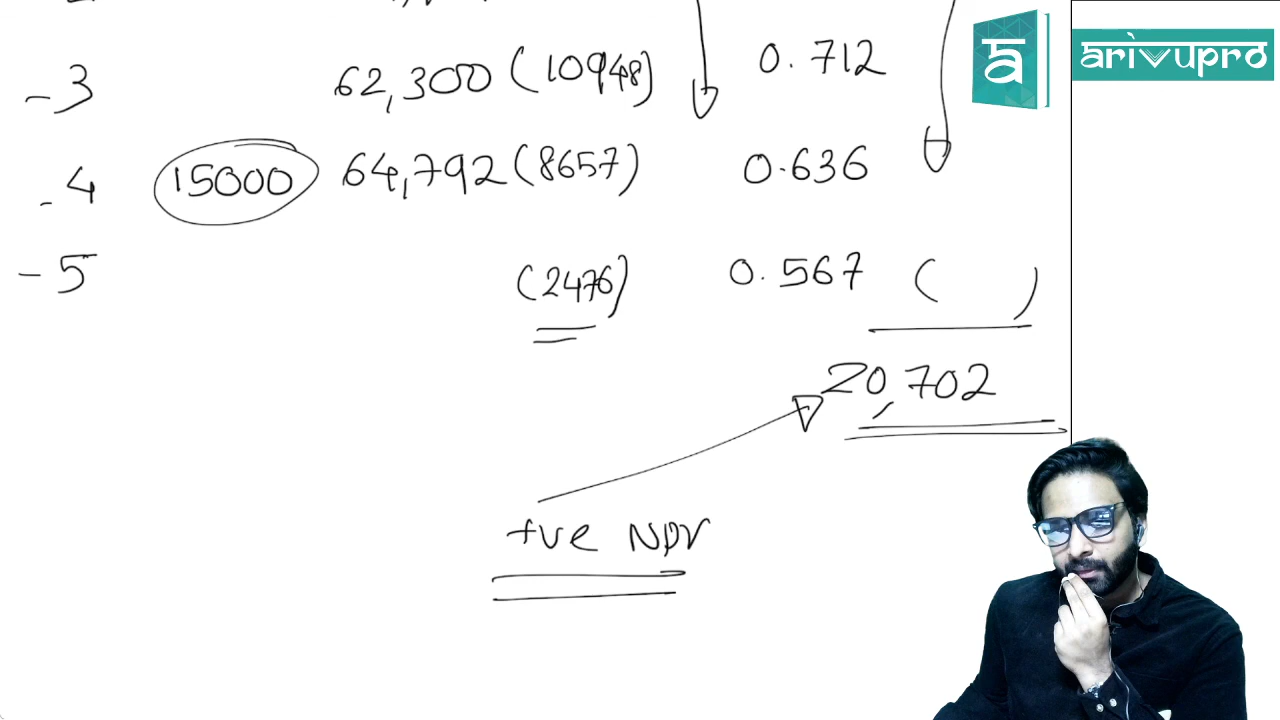 arivupro
- 3 62,300 (10948) 0.712
- 4 15000 64,792 (8657) 0.636
- 5 (2476) 0.567 ( )
20,702
+ve NPV